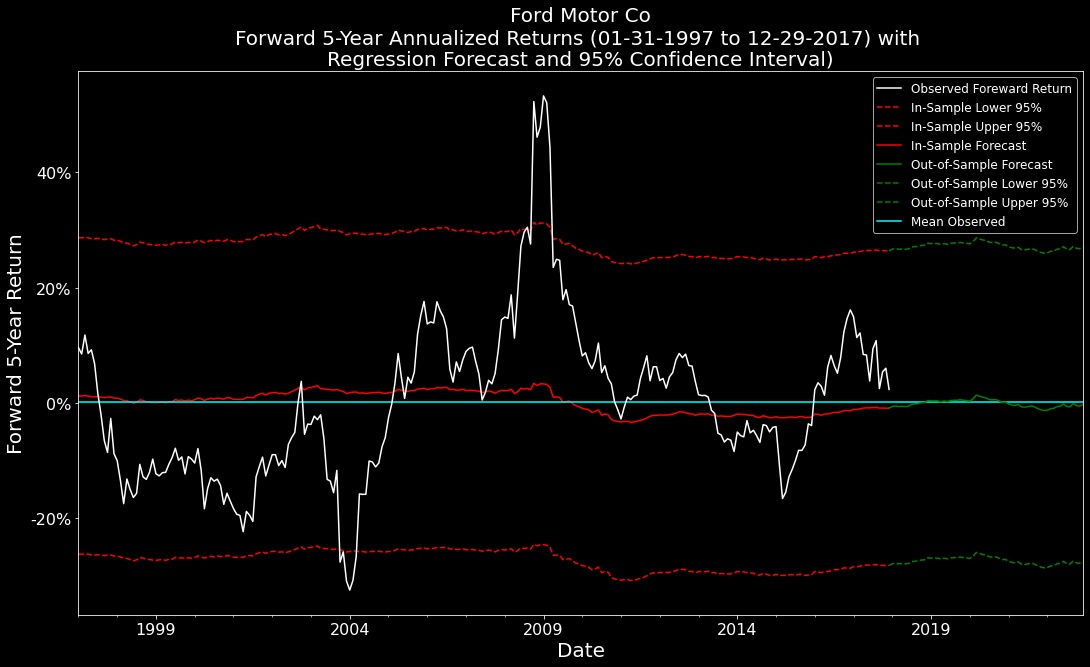 Ford Motor Co
Forward 5-Year Annualized Returns (01-31-1997 to 12-29-2017) with
Regression Forecast and 95% Confidence Interval)
Observed Foreward Return
In-Sample Lower 95%
In-Sample Upper 95%
In-Sample Forecast
Out-of-Sample Forecast
Out-of-Sample Lower 95%
Out-of-Sample Upper 95%
Mean Observed
Forward 5-Year Return
40%
20%
0%
-20%
1999
2004
2009
2014
2019
Date